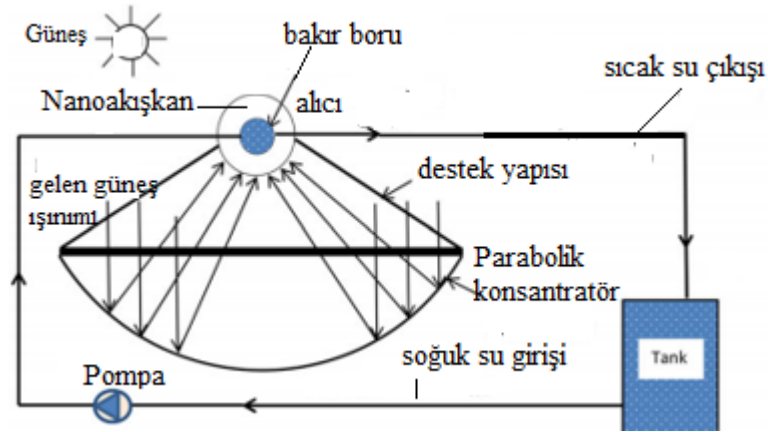 Güneş
bakır boru
sıcak su çıkışı
Nanoakışkan
alıcı
gelen güneş
ışınımı
destek yapısı
Parabolik
konsantratör
soğuk su girişi
Tank
Pompa